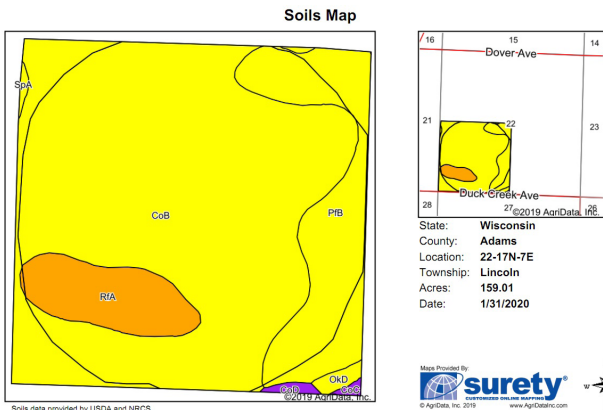 Soils Map
SpA
CoB
PfB
RfA
OkD
CoD
CoC
©2019 AgriData, Inc.
Soils data provided by USDA and NRCS.
16 15 14
Dover Ave
21 22 23
Duck Creek Ave
28 27 26
©2019 AgriData, Inc.
State: Wisconsin
County: Adams
Location: 22-17N-7E
Township: Lincoln
Acres: 159.01
Date: 1/31/2020
Maps Provided By:
surety®
CUSTOMIZED ONLINE MAPPING
© AgriData, Inc. 2019 www.AgriDataInc.com
W